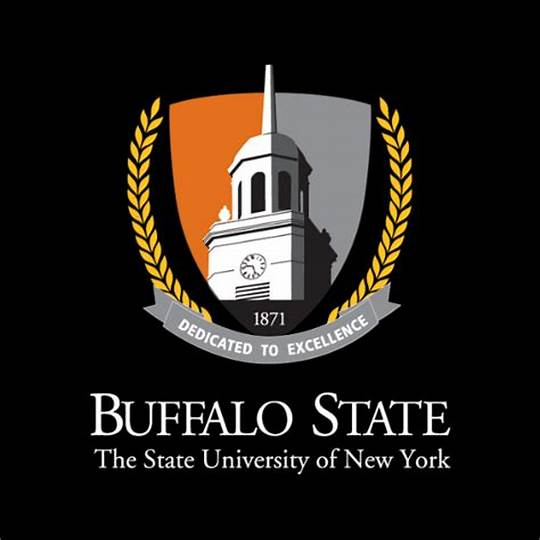 1871
DEDICATED TO EXCELLENCE
BUFFALO STATE
The State University of New York